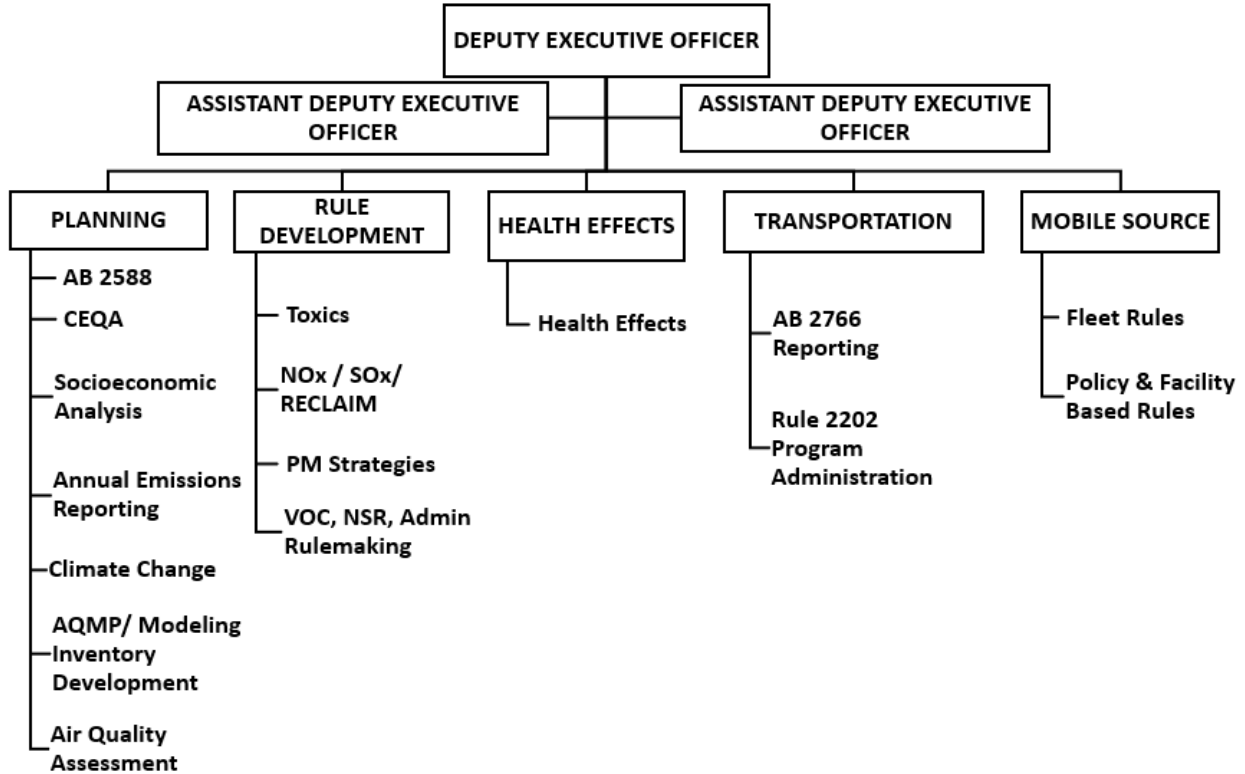 DEPUTY EXECUTIVE OFFICER
ASSISTANT DEPUTY EXECUTIVE
OFFICER
ASSISTANT DEPUTY EXECUTIVE
OFFICER
PLANNING
AB 2588
CEQA
Socioeconomic
Analysis
Annual Emissions
Reporting
Climate Change
AQMP/ Modeling
Inventory
Development
Air Quality
Assessment
RULE
DEVELOPMENT
Toxics
NOx / SOx/
RECLAIM
PM Strategies
VOC, NSR, Admin
Rulemaking
HEALTH EFFECTS
Health Effects
TRANSPORTATION
AB 2766
Reporting
Rule 2202
Program
Administration
MOBILE SOURCE
Fleet Rules
Policy & Facility
Based Rules